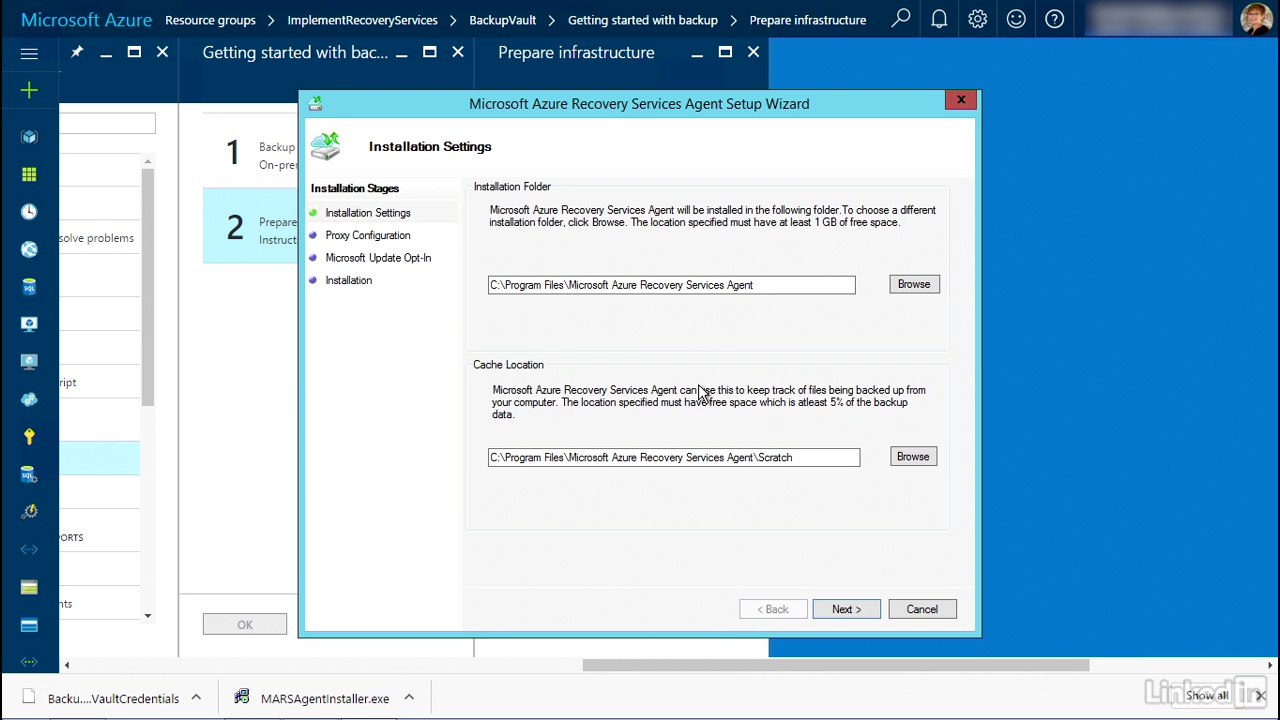 Microsoft Azure Resource groups > ImplementRecoveryServices > BackupVault > Getting started with backup > Prepare infrastructure
Getting started with bac...
Prepare infrastructure
Microsoft Azure Recovery Services Agent Setup Wizard
Installation Settings
Installation Stages
Installation Settings
Proxy Configuration
Microsoft Update Opt-In
Installation
Installation Folder
Microsoft Azure Recovery Services Agent will be installed in the following folder.To choose a different
installation folder, click Browse. The location specified must have at least 1 GB of free space.
C:\Program Files\Microsoft Azure Recovery Services Agent
Browse
Cache Location
Microsoft Azure Recovery Services Agent can use this to keep track of files being backed up from
your computer. The location specified must have free space which is atleast 5% of the backup
data.
C:\Program Files\Microsoft Azure Recovery Services Agent\Scratch
Browse
< Back
Next >
Cancel
1
Backup
On-prem
2
Prepare
Instruct
solve problems
cript
PORTS
nts
OK
Backu....VaultCredentials
MARSAgentInstaller.exe
Show all
Linked in